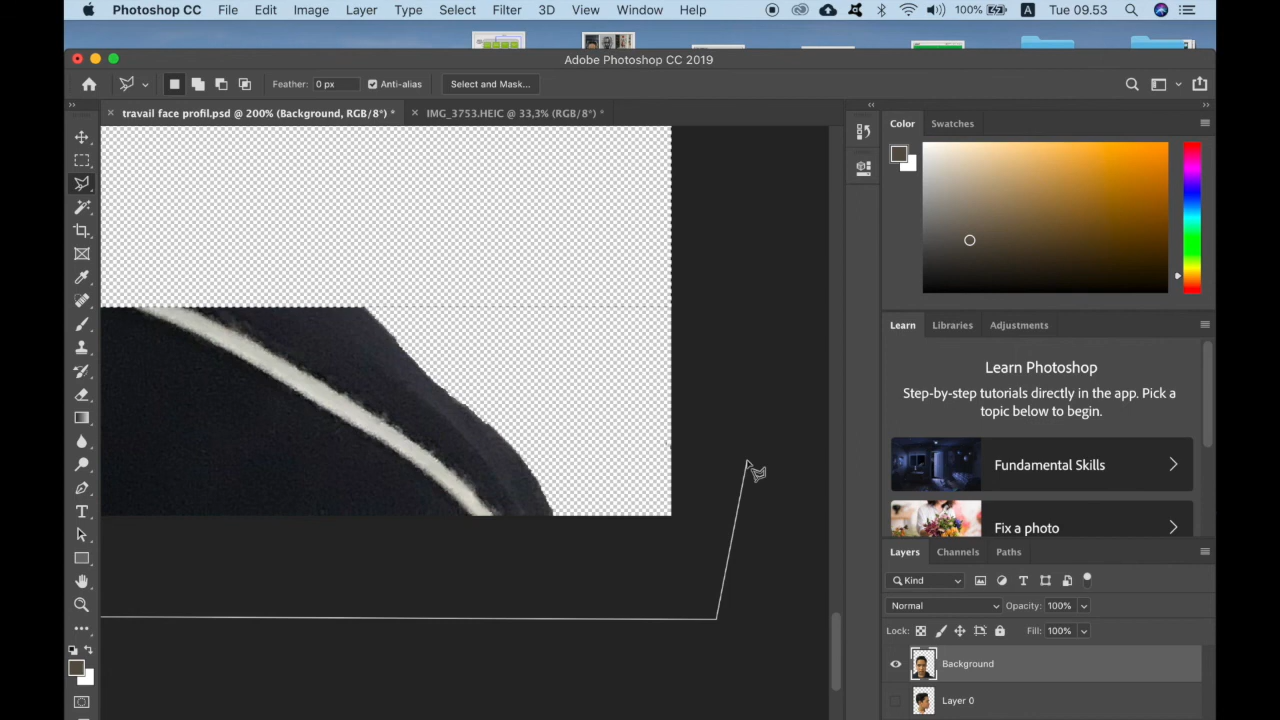 Photoshop CC File Edit Image Layer Type Select Filter 3D View Window Help 100% A Tue 09.53
Adobe Photoshop CC 2019
Feather: 0 px Anti-alias Select and Mask...
travail face profil.psd @ 200% (Background, RGB/8*) * IMG_3753.HEIC @ 33,3% (RGB/8*) *
Color Swatches
Learn Libraries Adjustments
Learn Photoshop
Step-by-step tutorials directly in the app. Pick a
topic below to begin.
Fundamental Skills
Fix a photo
Layers Channels Paths
Kind
Normal Opacity: 100%
Lock: Fill: 100%
Background
Layer 0